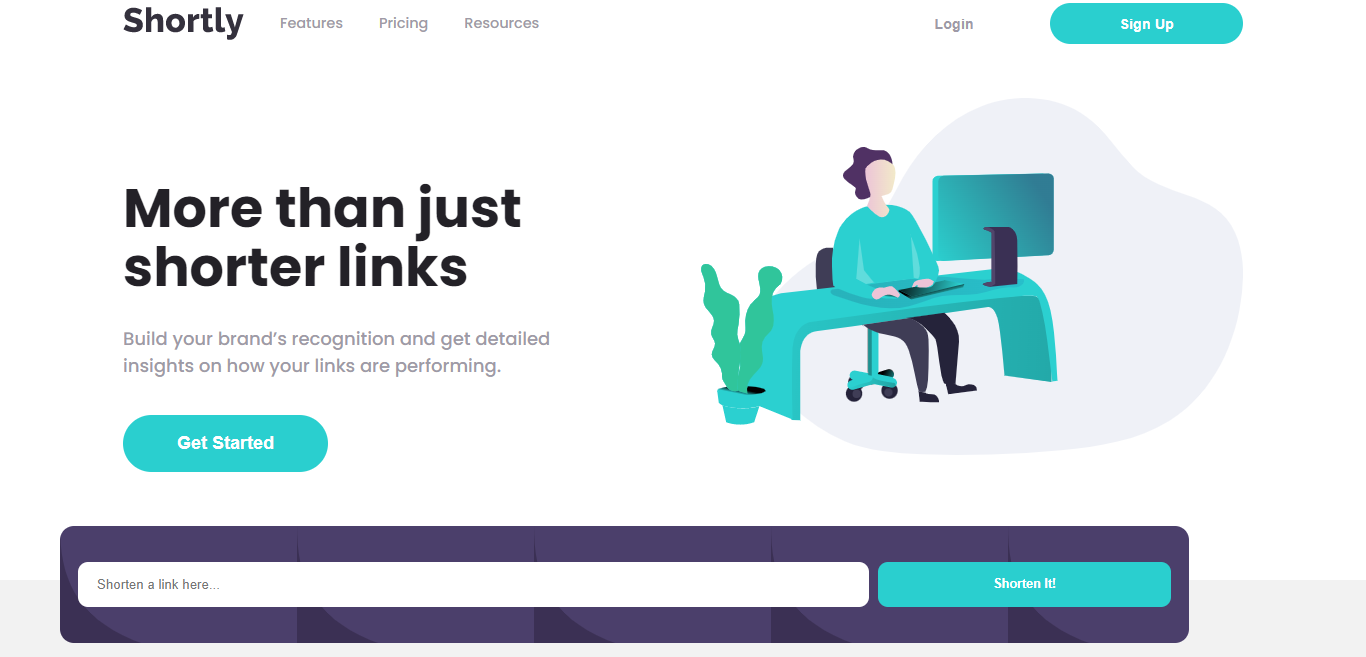 Shortly
Features
Pricing
Resources
Login
Sign Up
More than just
shorter links
Build your brand’s recognition and get detailed
insights on how your links are performing.
Get Started
Shorten a link here...
Shorten It!